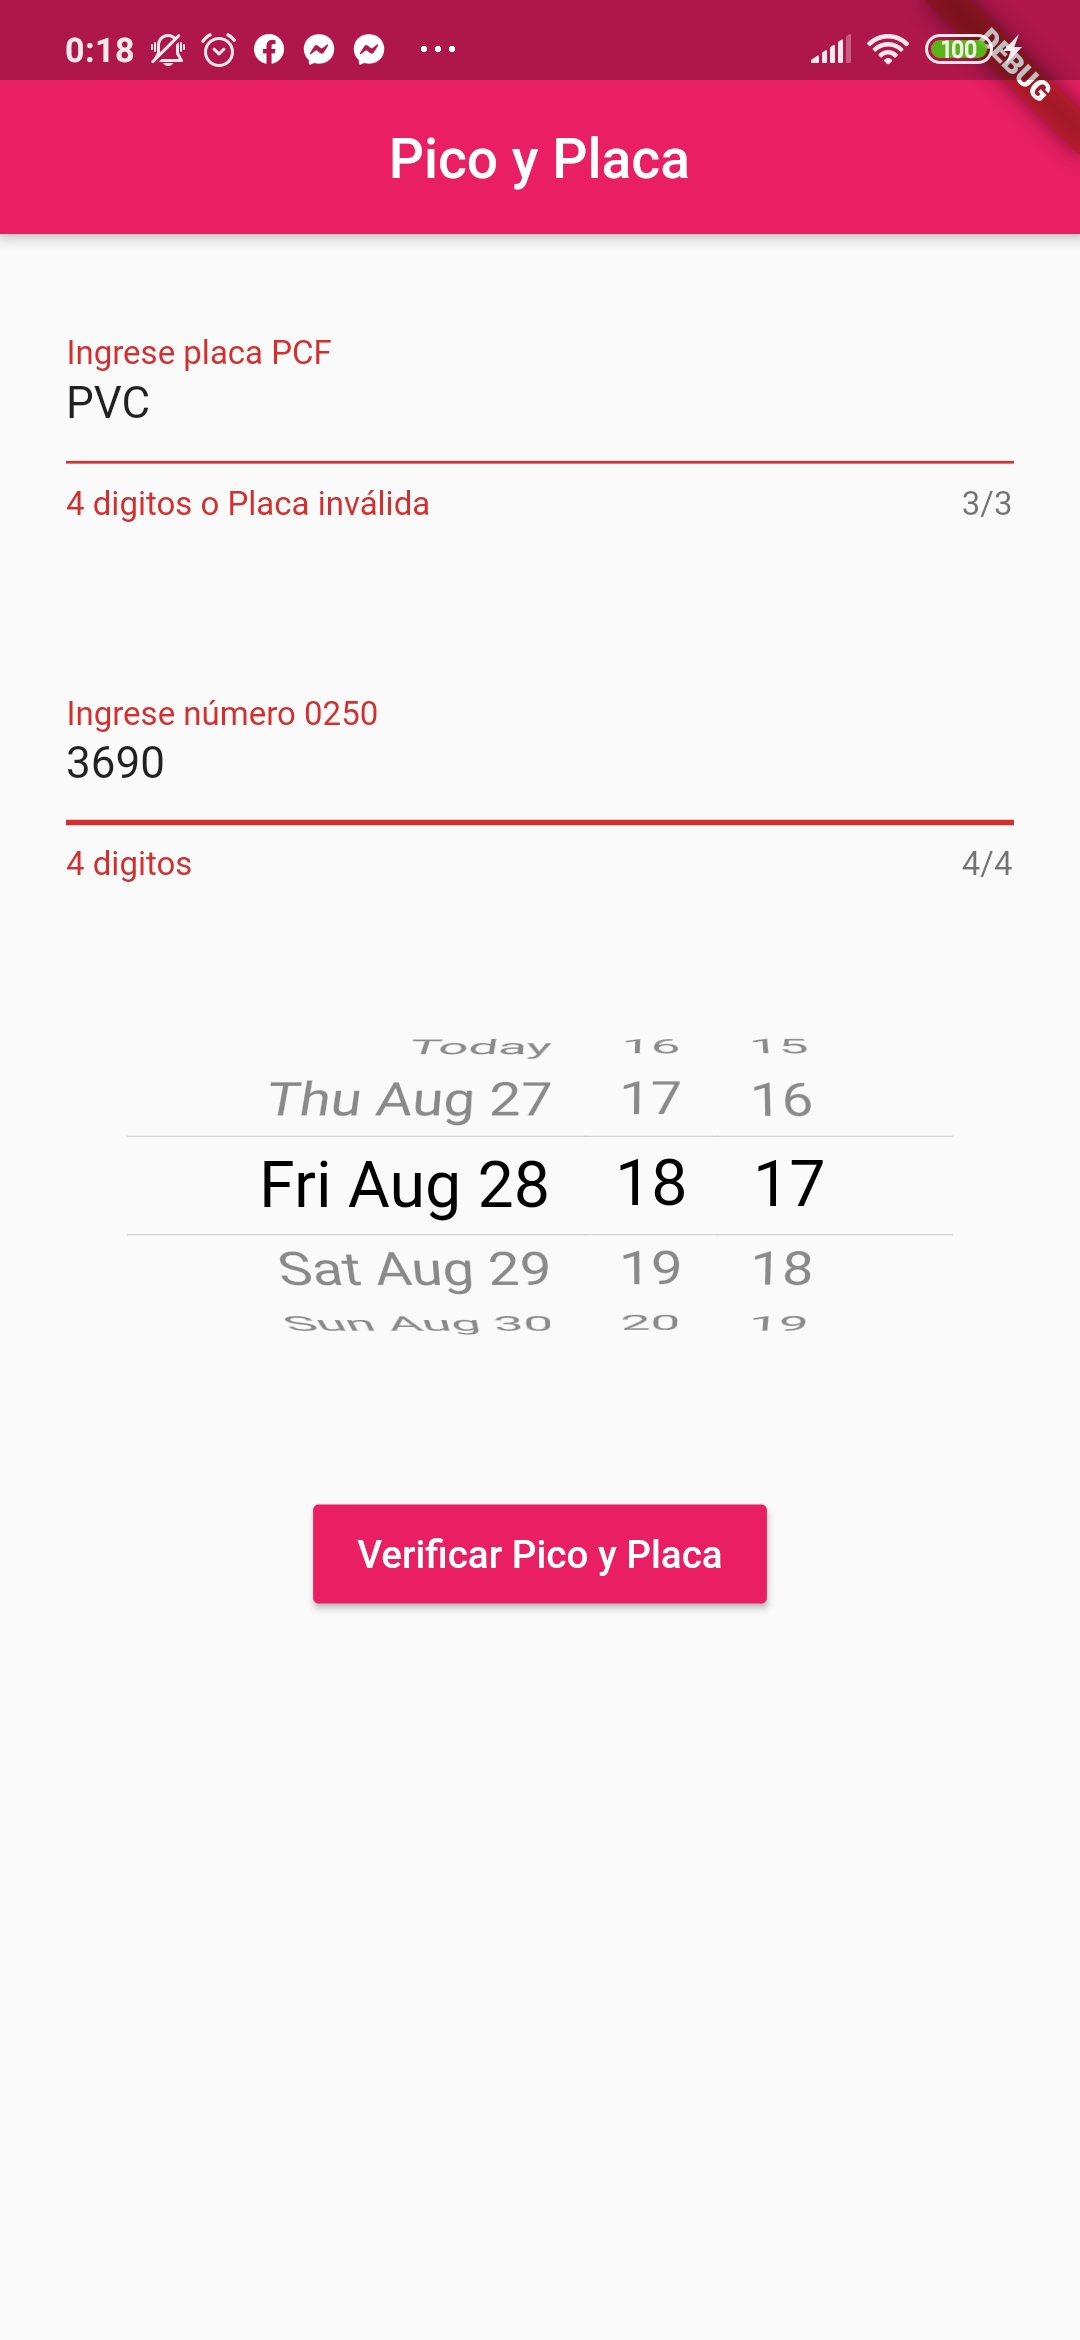 0:18
100
DEBUG
Pico y Placa
Ingrese placa PCF
PVC
4 digitos o Placa inválida 3/3
Ingrese número 0250
3690
4 digitos 4/4
Today 16 15
Thu Aug 27 17 16
Fri Aug 28 18 17
Sat Aug 29 19 18
Sun Aug 30 20 19
Verificar Pico y Placa